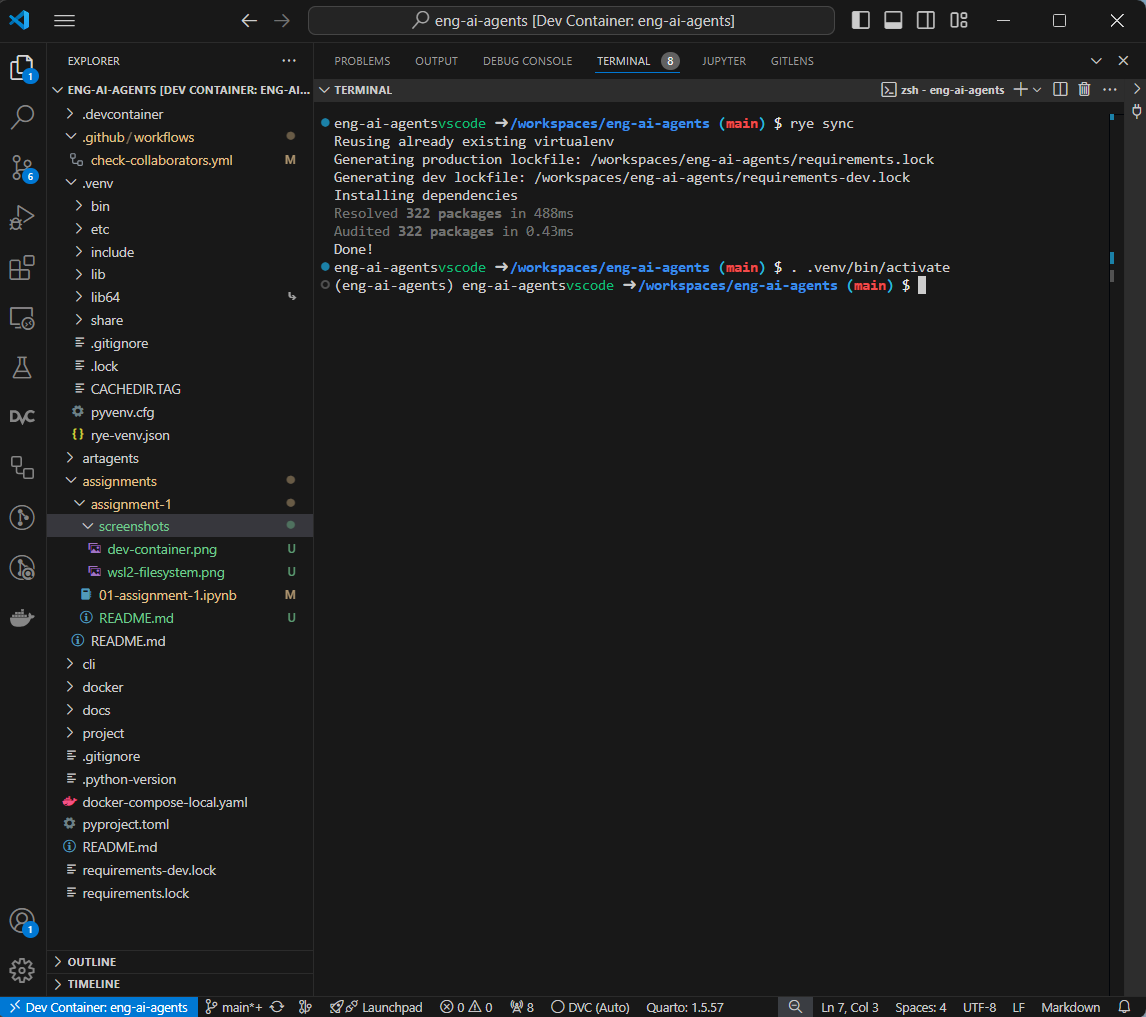 eng-ai-agents [Dev Container: eng-ai-agents]
1
6
1
EXPLORER
ENG-AI-AGENTS [DEV CONTAINER: ENG-AI...
.devcontainer
.github / workflows
check-collaborators.yml M
.venv
bin
etc
include
lib
lib64
share
.gitignore
.lock
CACHEDIR.TAG
pyvenv.cfg
{} rye-venv.json
artagents
assignments
assignment-1
screenshots
dev-container.png U
wsl2-filesystem.png U
01-assignment-1.ipynb M
README.md U
README.md
cli
docker
docs
project
.gitignore
.python-version
docker-compose-local.yaml
pyproject.toml
README.md
requirements-dev.lock
requirements.lock
OUTLINE
TIMELINE
DVC
PROBLEMS OUTPUT DEBUG CONSOLE TERMINAL 8 JUPYTER GITLENS
TERMINAL
zsh - eng-ai-agents
eng-ai-agentsvscode ➜/workspaces/eng-ai-agents (main) $ rye sync
Reusing already existing virtualenv
Generating production lockfile: /workspaces/eng-ai-agents/requirements.lock
Generating dev lockfile: /workspaces/eng-ai-agents/requirements-dev.lock
Installing dependencies
Resolved 322 packages in 488ms
Audited 322 packages in 0.43ms
Done!
eng-ai-agentsvscode ➜/workspaces/eng-ai-agents (main) $ . .venv/bin/activate
(eng-ai-agents) eng-ai-agentsvscode ➜/workspaces/eng-ai-agents (main) $
Dev Container: eng-ai-agents main*+ Launchpad 0 0 8 DVC (Auto) Quarto: 1.5.57 Ln 7, Col 3 Spaces: 4 UTF-8 LF Markdown